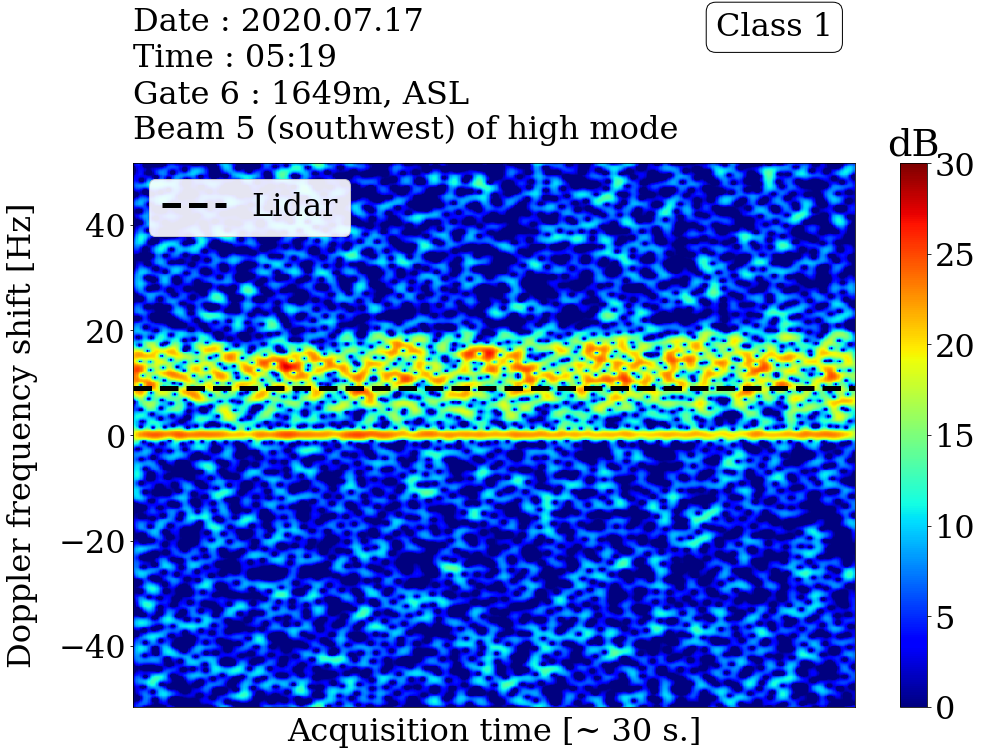 Date : 2020.07.17
Time : 05:19
Gate 6 : 1649m, ASL
Beam 5 (southwest) of high mode
Class 1
dB
Lidar
Doppler frequency shift [Hz]
40
20
0
−20
−40
Acquisition time [~ 30 s.]
30
25
20
15
10
5
0